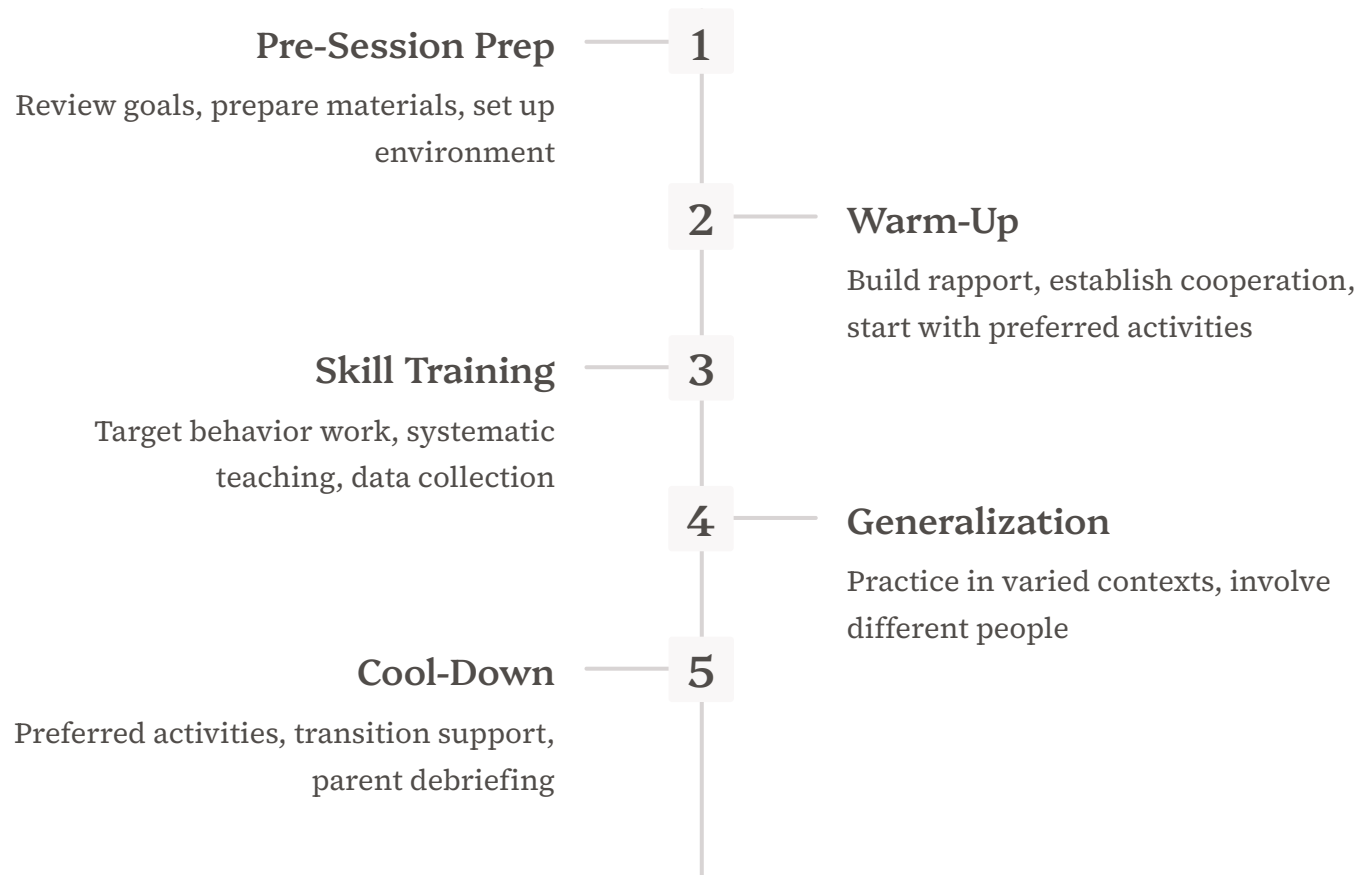 1
Pre-Session Prep
Review goals, prepare materials, set up
environment
2
Warm-Up
Build rapport, establish cooperation,
start with preferred activities
3
Skill Training
Target behavior work, systematic
teaching, data collection
4
Generalization
Practice in varied contexts, involve
different people
5
Cool-Down
Preferred activities, transition support,
parent debriefing